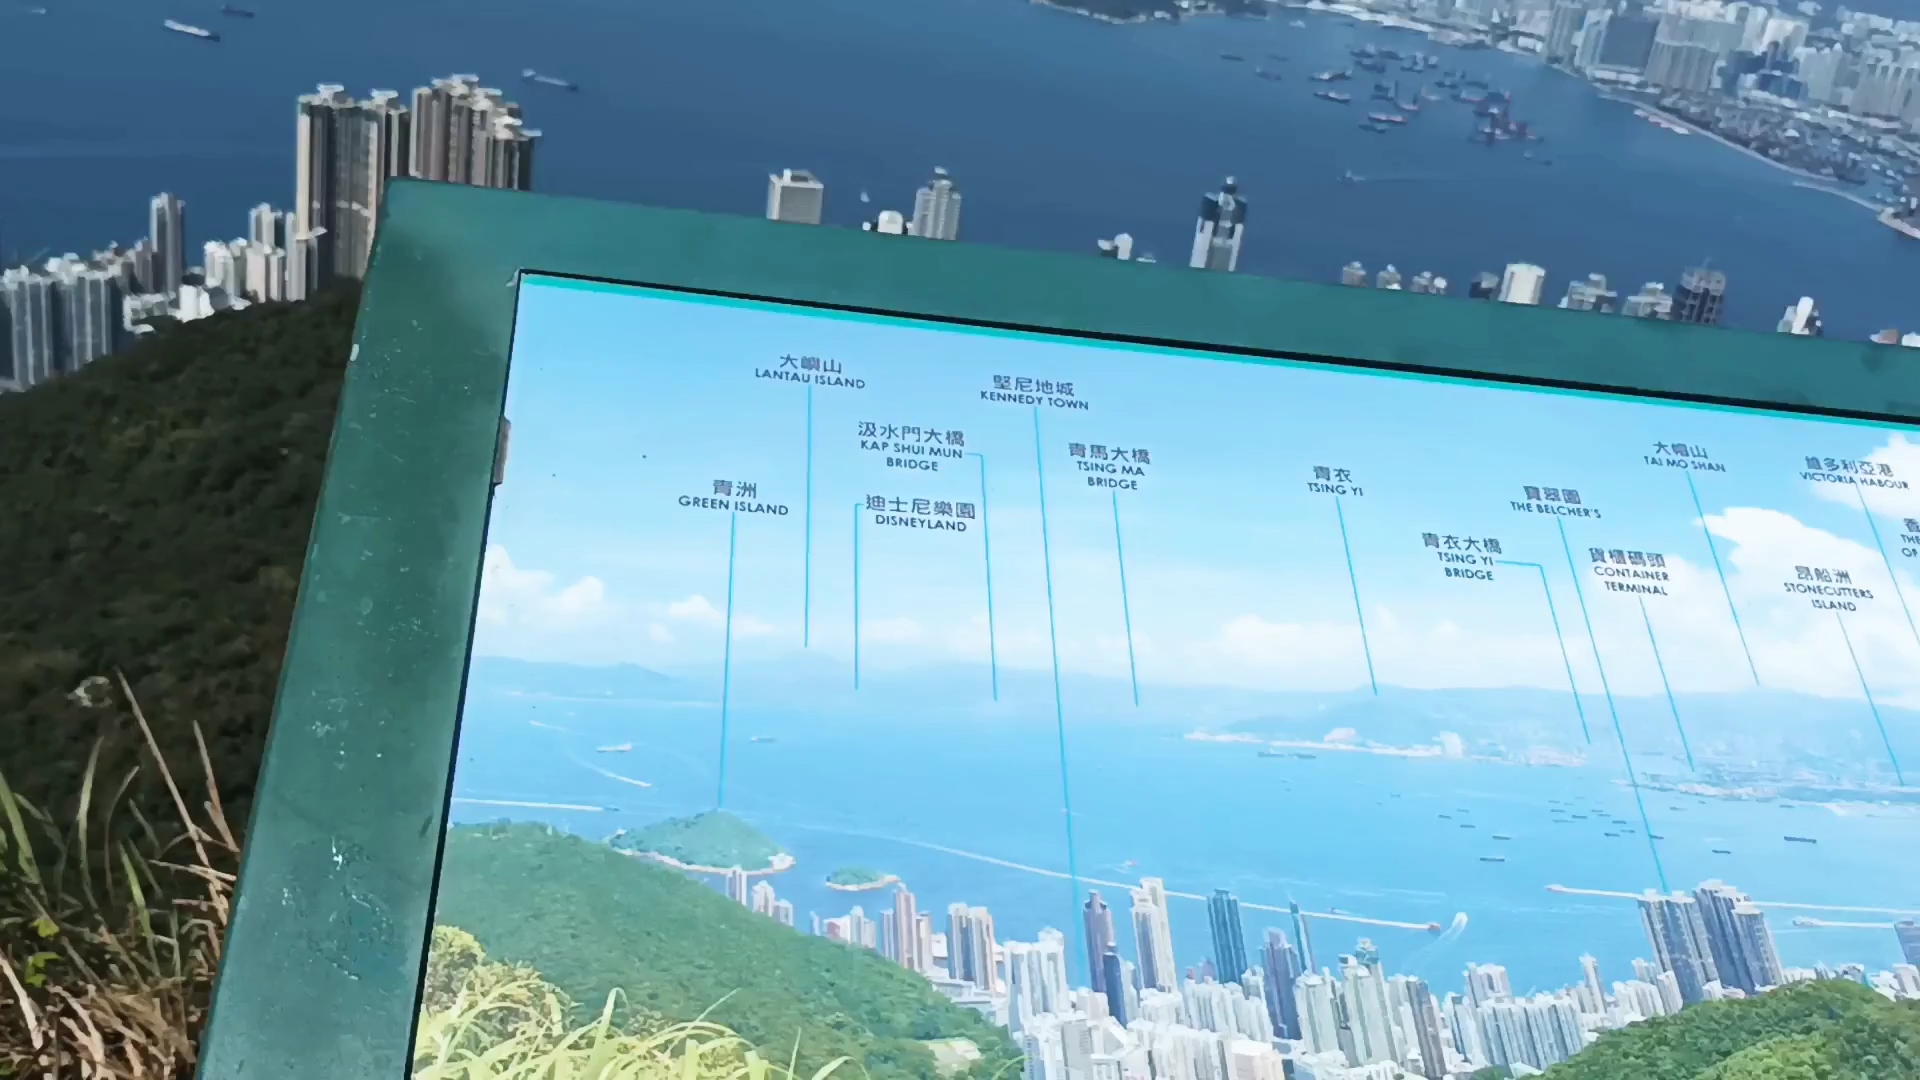 大嶼山
LANTAU ISLAND
堅尼地城
KENNEDY TOWN
汲水門大橋
KAP SHUI MUN
BRIDGE
青馬大橋
TSING MA
BRIDGE
青洲
GREEN ISLAND
迪士尼樂園
DISNEYLAND
青衣
TSING YI
大帽山
TAI MO SHAN
維多利亞港
VICTORIA HABOUR
寶翠園
THE BELCHER'S
青衣大橋
TSING YI
BRIDGE
貨櫃碼頭
CONTAINER
TERMINAL
昂船洲
STONECUTTERS
ISLAND
香
THE
OF